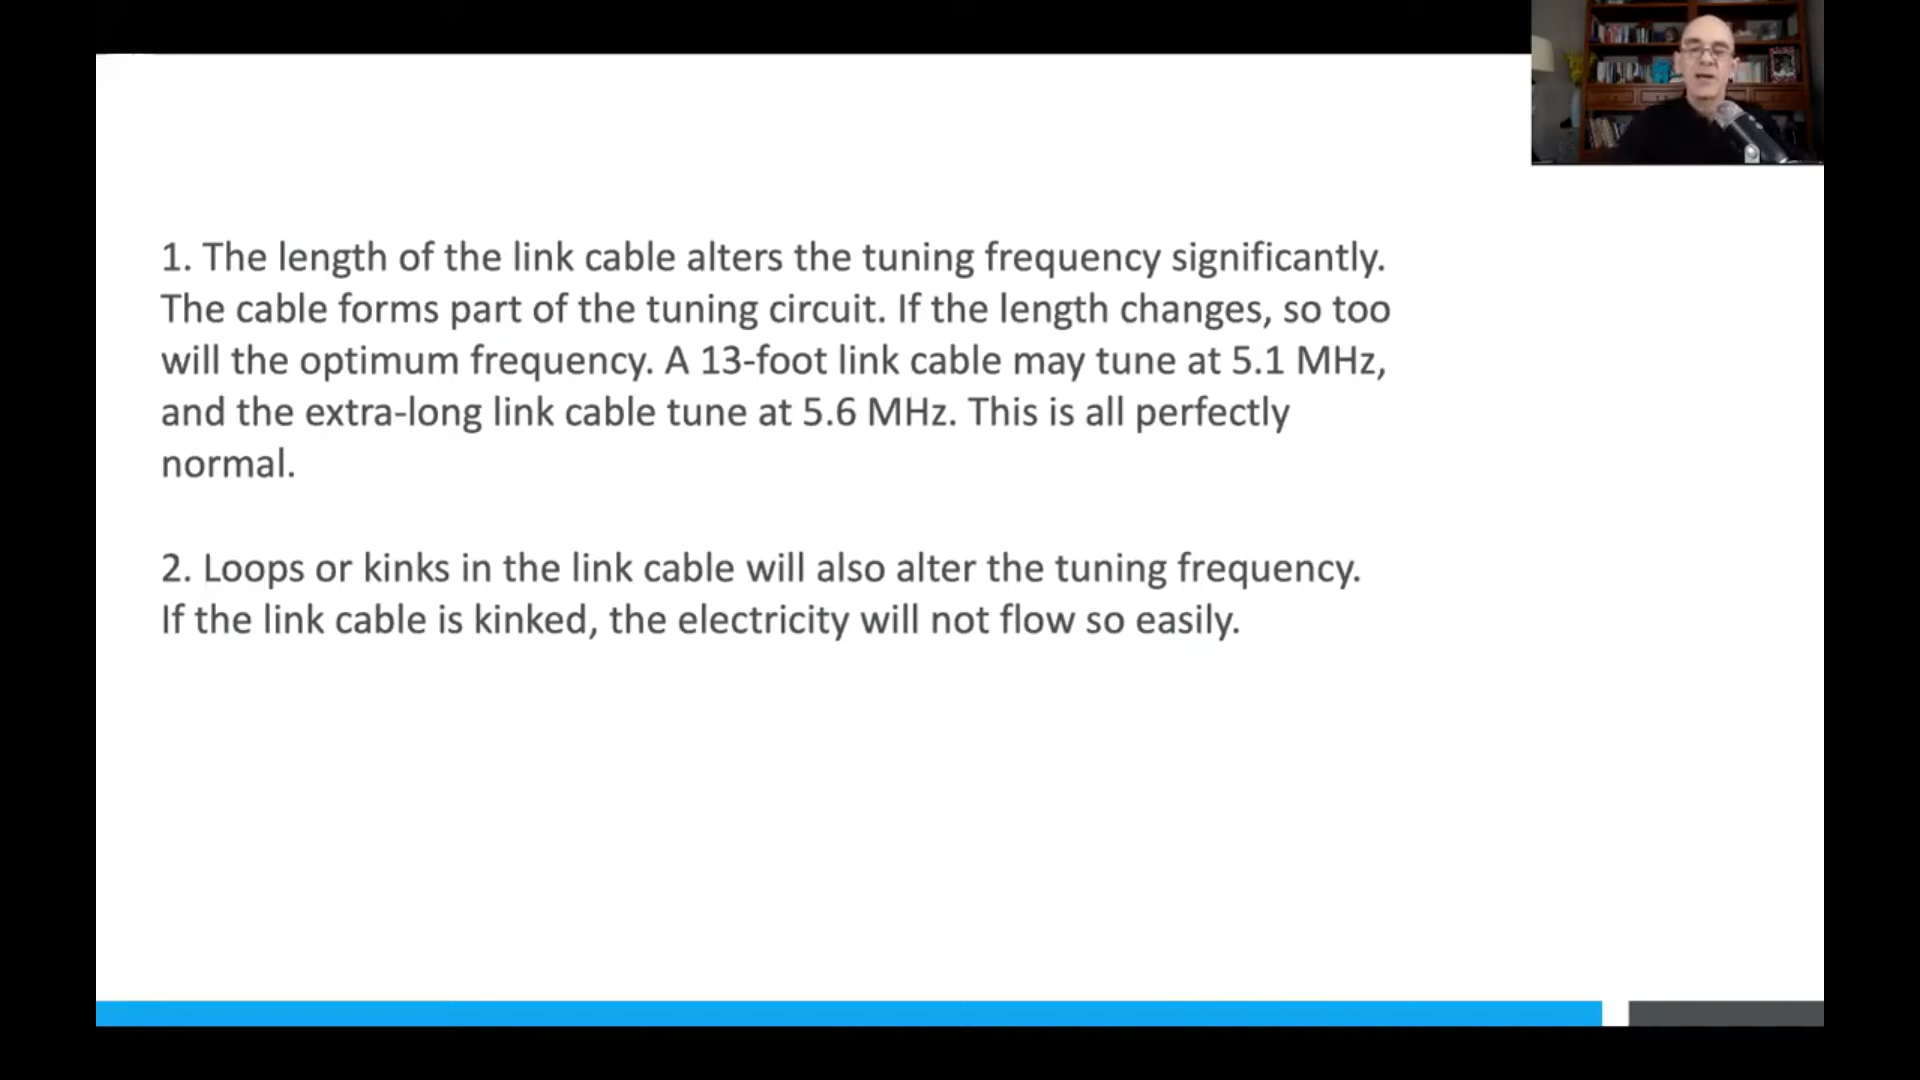 1. The length of the link cable alters the tuning frequency significantly.
The cable forms part of the tuning circuit. If the length changes, so too
will the optimum frequency. A 13-foot link cable may tune at 5.1 MHz,
and the extra-long link cable tune at 5.6 MHz. This is all perfectly
normal.
2. Loops or kinks in the link cable will also alter the tuning frequency.
If the link cable is kinked, the electricity will not flow so easily.